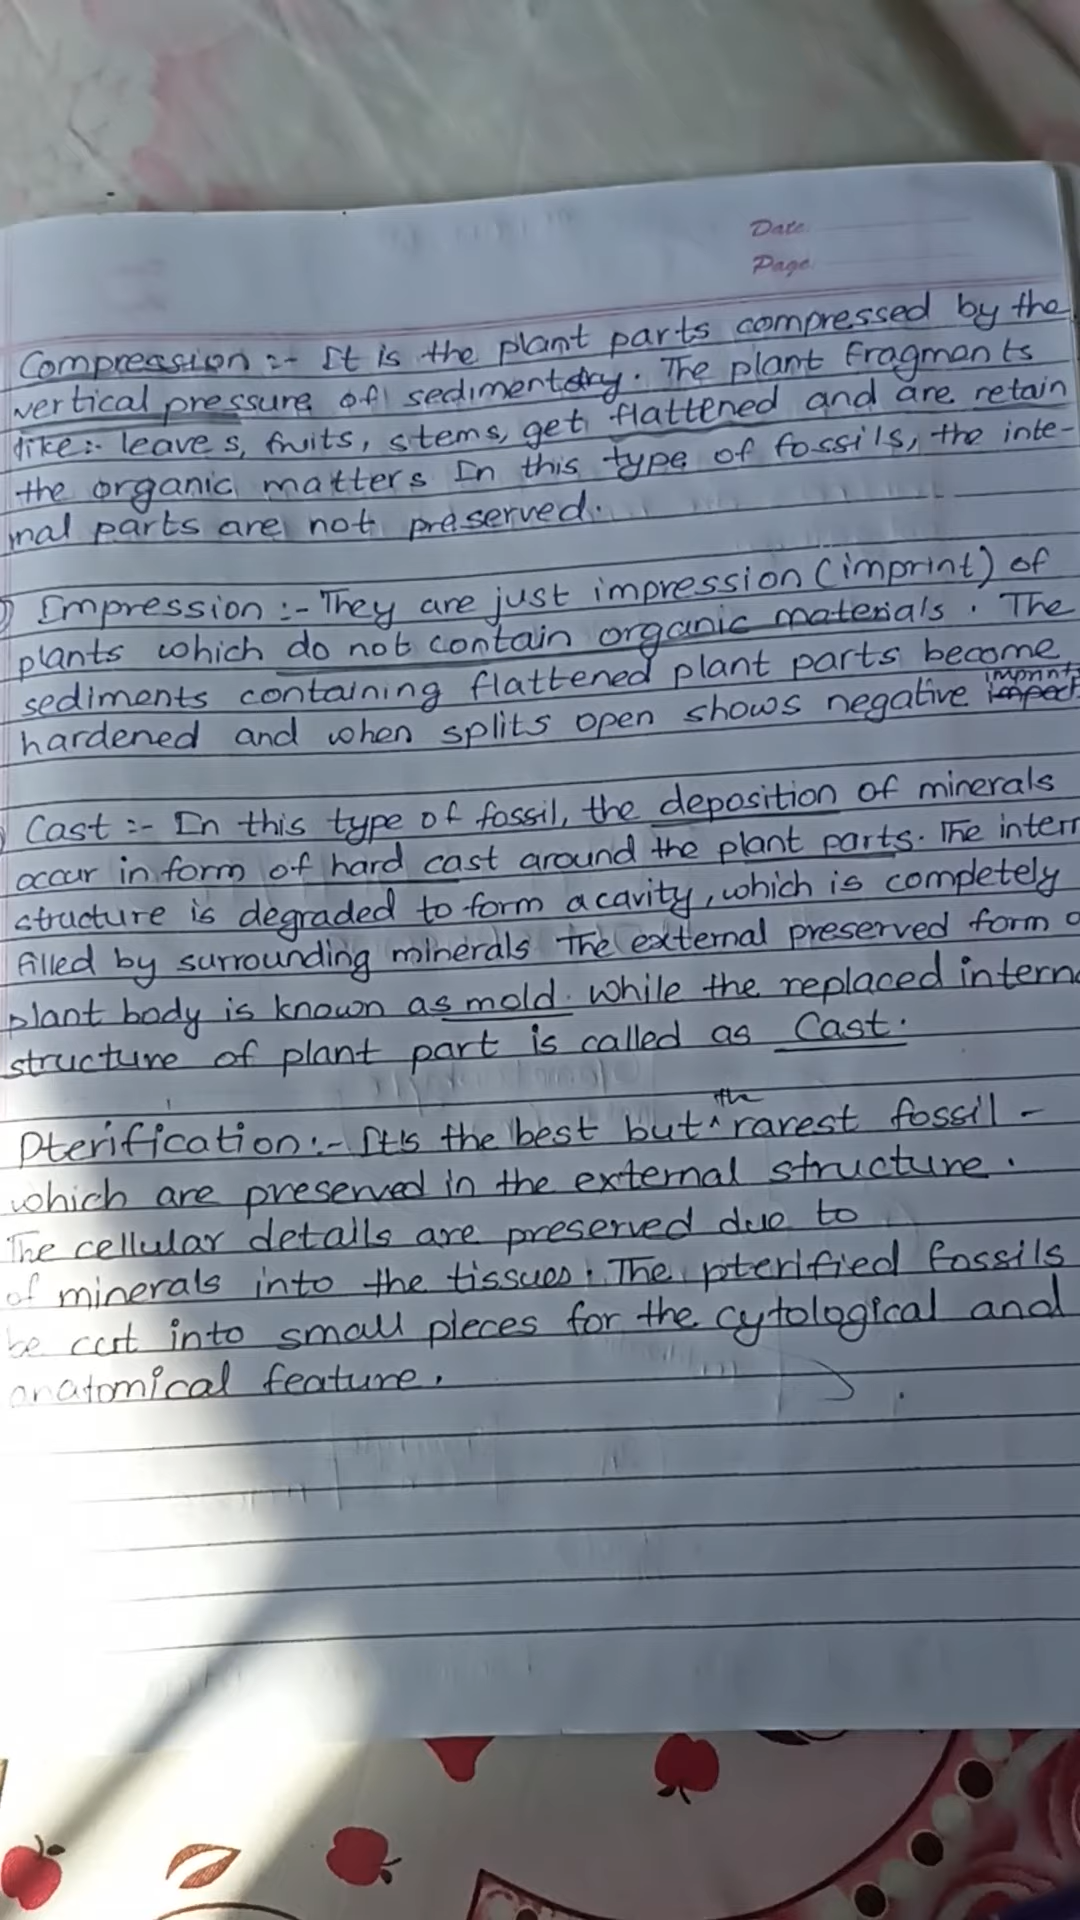 Date
Page
Compression :- It is the plant parts compressed by the
vertical pressure of sedimentary. The plant fragments
like:- leaves, fruits, stems, get flattened and are retain
the organic matters In this type of fossils, the inte-
rnal parts are not preserved.
Impression :- They are just impression (imprint) of
plants which do not contain organic materials. The
sediments containing flattened plant parts become
hardened and when splits open shows negative imprint
Cast :- In this type of fossil, the deposition of minerals
occur in form of hard cast around the plant parts. The intern
structure is degraded to form a cavity, which is completely
filled by surrounding minerals The external preserved form o
plant body is known as mold. While the replaced interna
structure of plant part is called as Cast.
Pterification :- It's the best but the rarest fossil -
which are preserved in the external structure.
The cellular details are preserved due to
of minerals into the tissues. The pterified fossils
be cut into small pieces for the cytological and
anatomical feature.